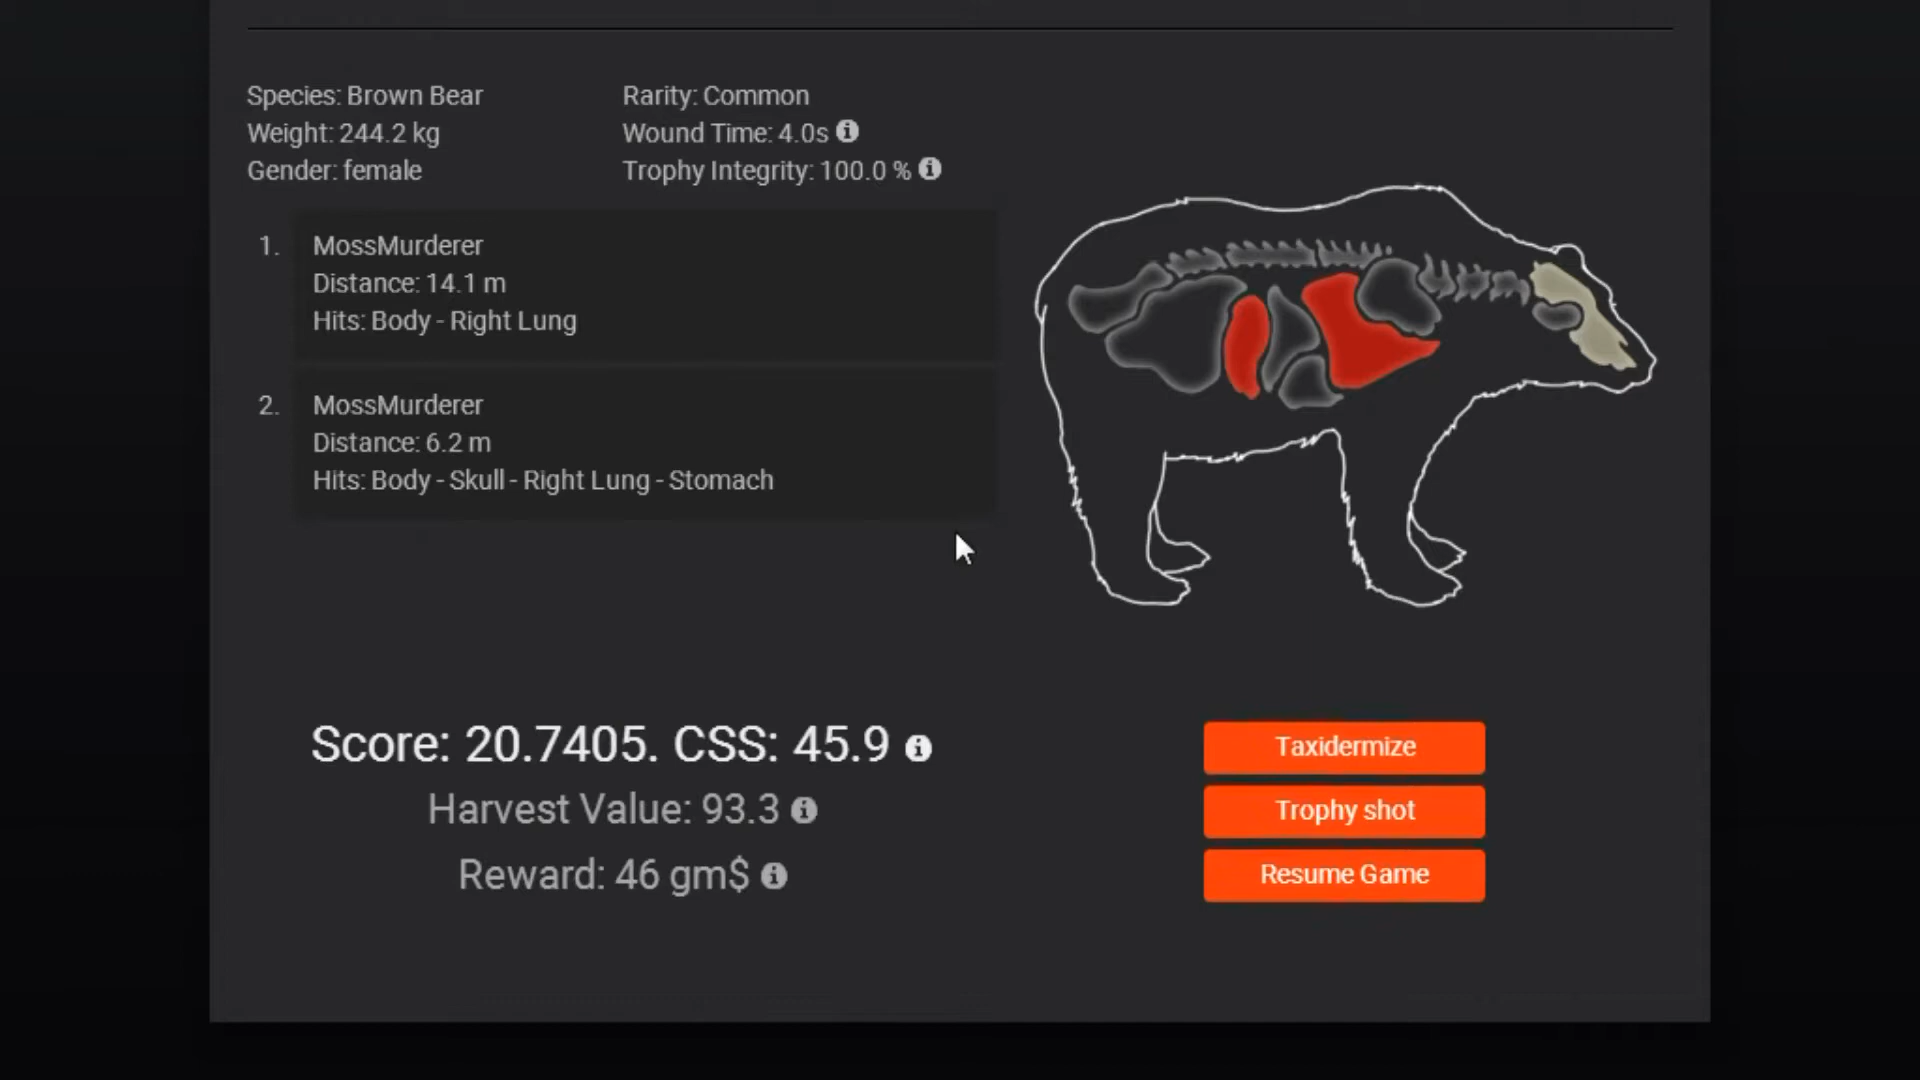 Species: Brown Bear
Weight: 244.2 kg
Gender: female
Rarity: Common
Wound Time: 4.0s
Trophy Integrity: 100.0 %
1. MossMurderer
Distance: 14.1 m
Hits: Body - Right Lung
2. MossMurderer
Distance: 6.2 m
Hits: Body - Skull - Right Lung - Stomach
Score: 20.7405. CSS: 45.9
Harvest Value: 93.3
Reward: 46 gm$
Taxidermize
Trophy shot
Resume Game